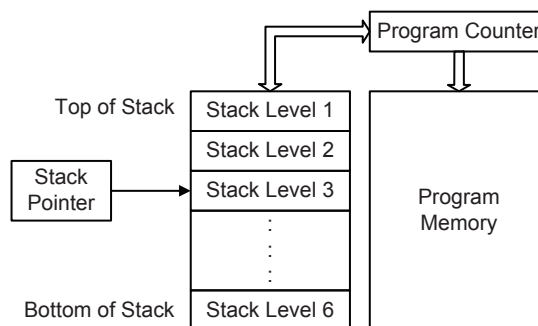 Program Counter
Top of Stack
Stack Level 1
Stack Level 2
Stack
Pointer
Stack Level 3
:
:
:
Program
Memory
Bottom of Stack
Stack Level 6